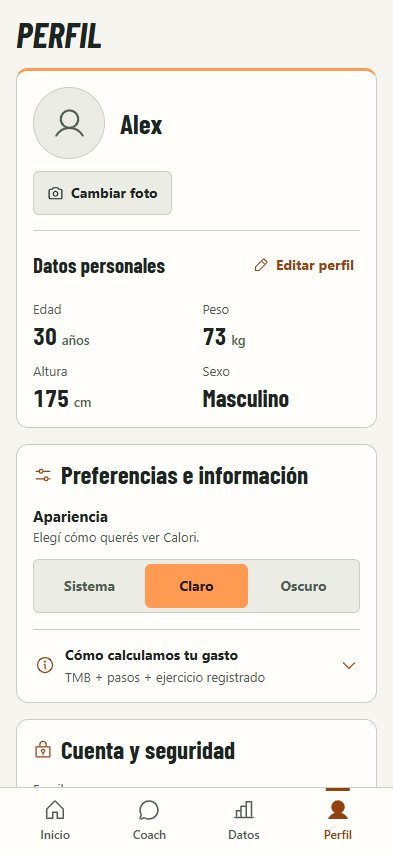 PERFIL
Alex
Cambiar foto
Datos personales
Editar perfil
Edad
Peso
30 años
73 kg
Altura
Sexo
175 cm
Masculino
Preferencias e información
Apariencia
Elegí cómo querés ver Calori.
Sistema
Claro
Oscuro
Cómo calculamos tu gasto
TMB + pasos + ejercicio registrado
Cuenta y seguridad
Inicio
Coach
Datos
Perfil